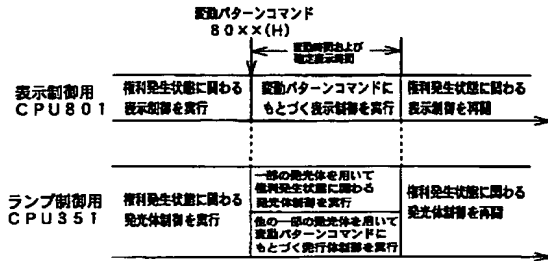 変動パターンコマンド
80××(H)
変動時間および
確定表示時間
表示制御用
CPU801
権利発生状態に関わる
表示制御を実行
変動パターンコマンドに
もとづく表示制御を実行
権利発生状態に関わる
表示制御を再開
ランプ制御用
CPU351
権利発生状態に関わる
発光体制御を実行
一部の発光体を用いて
権利発生状態に関わる
発光体制御を実行
他の一部の発光体を用いて
変動パターンコマンドに
もとづく発行体制御を実行
権利発生状態に関わる
発光体制御を再開